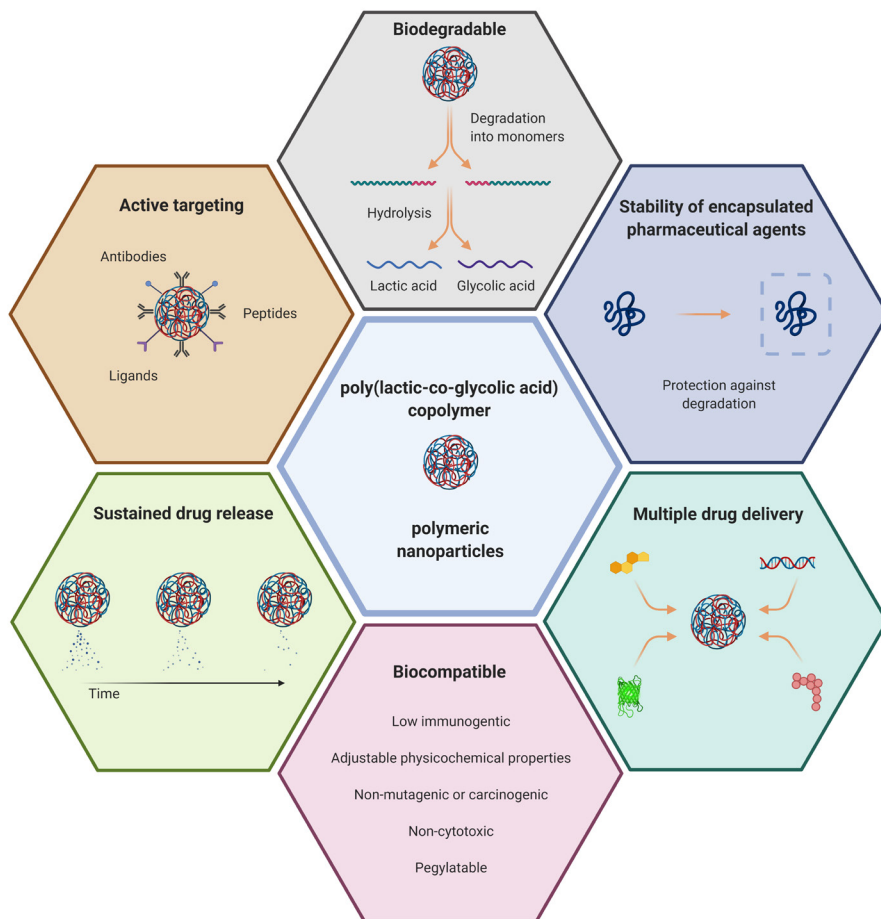 Biodegradable
Degradation
into monomers
Hydrolysis
Lactic acid
Glycolic acid
Active targeting
Antibodies
Peptides
Ligands
Stability of encapsulated
pharmaceutical agents
Protection against
degradation
poly(lactic-co-glycolic acid)
copolymer
polymeric
nanoparticles
Sustained drug release
Time
Multiple drug delivery
Biocompatible
Low immunogentic
Adjustable physicochemical properties
Non-mutagenic or carcinogenic
Non-cytotoxic
Pegylatable